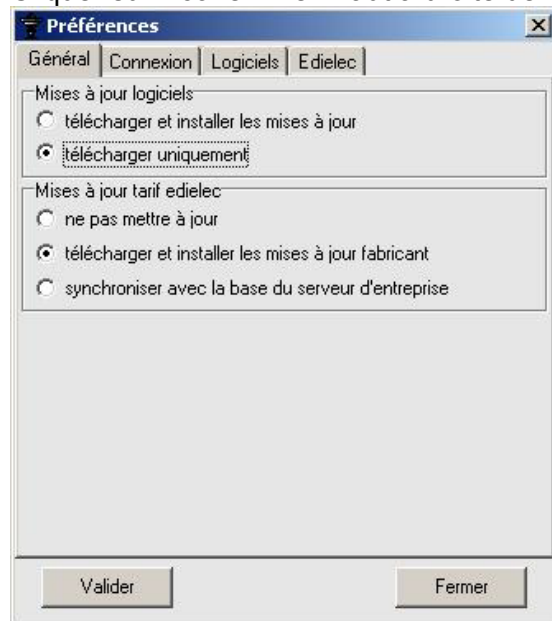 Préférences
Général Connexion Logiciels Edielec
Mises à jour logiciels
télécharger et installer les mises à jour
télécharger uniquement
Mises à jour tarif edielec
ne pas mettre à jour
télécharger et installer les mises à jour fabricant
synchroniser avec la base du serveur d'entreprise
Valider Fermer